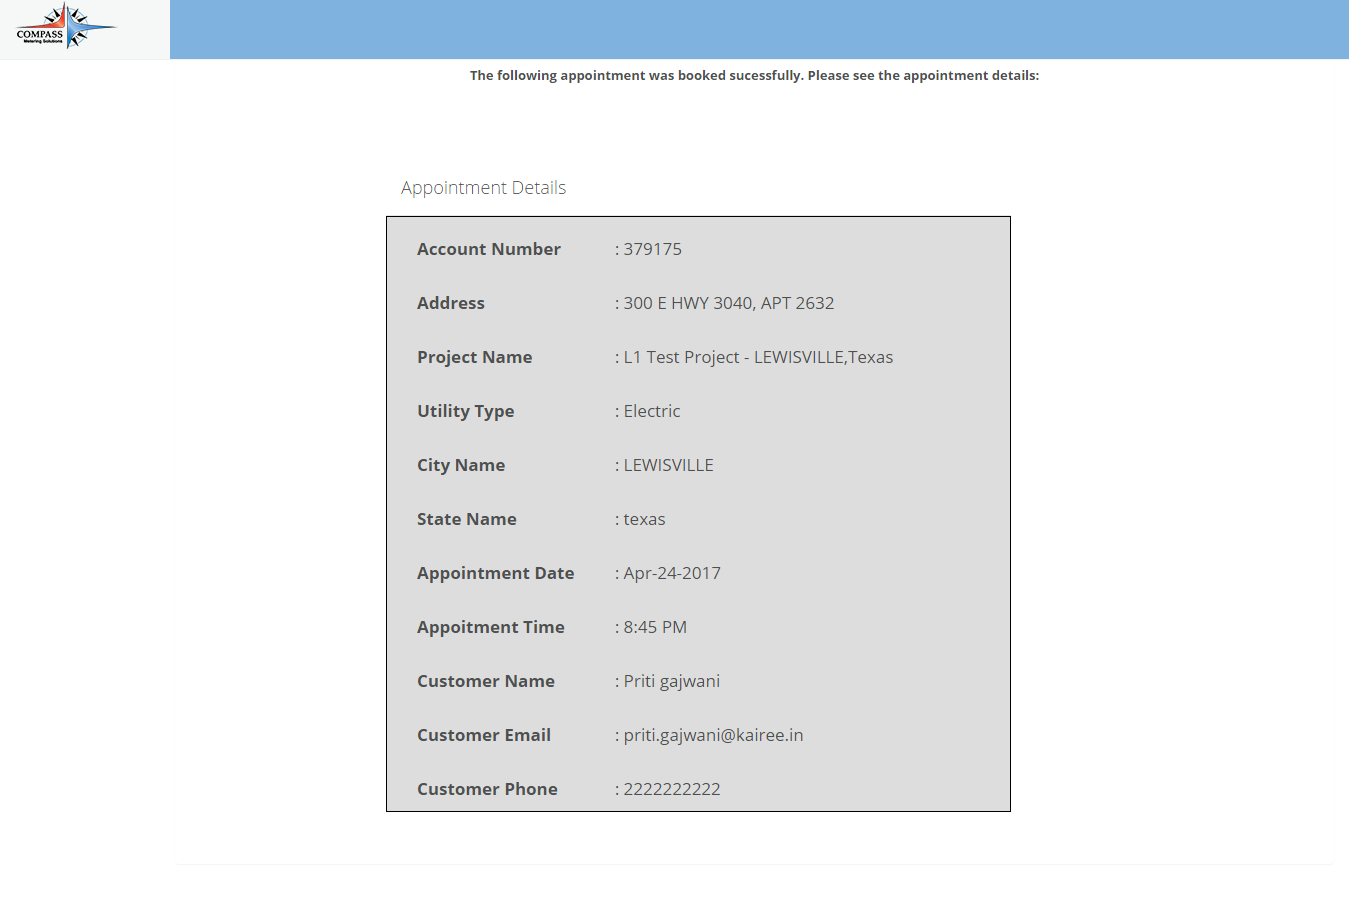 COMPASS
Metering Solutions
The following appointment was booked sucessfully. Please see the appointment details:
Appointment Details
Account Number : 379175
Address : 300 E HWY 3040, APT 2632
Project Name : L1 Test Project - LEWISVILLE,Texas
Utility Type : Electric
City Name : LEWISVILLE
State Name : texas
Appointment Date : Apr-24-2017
Appoitment Time : 8:45 PM
Customer Name : Priti gajwani
Customer Email : priti.gajwani@kairee.in
Customer Phone : 2222222222